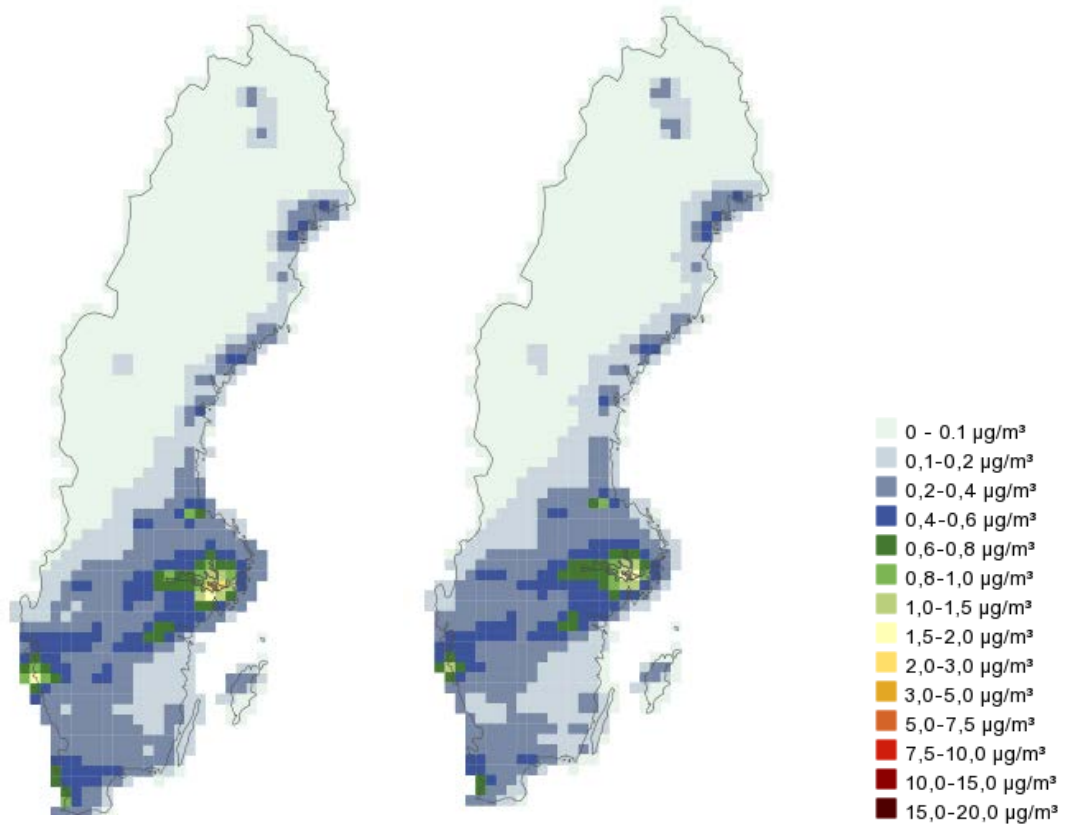 0 - 0.1 µg/m³
0,1-0,2 µg/m³
0,2-0,4 µg/m³
0,4-0,6 µg/m³
0,6-0,8 µg/m³
0,8-1,0 µg/m³
1,0-1,5 µg/m³
1,5-2,0 µg/m³
2,0-3,0 µg/m³
3,0-5,0 µg/m³
5,0-7,5 µg/m³
7,5-10,0 µg/m³
10,0-15,0 µg/m³
15,0-20,0 µg/m³